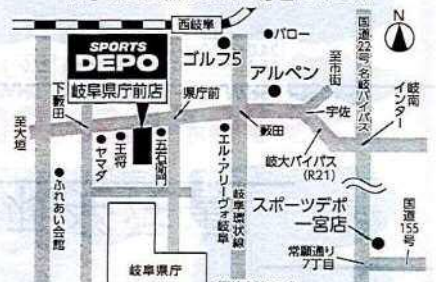 西岐阜
N
バロー
SPORTS
DEPO
岐阜県庁前店
ゴルフ5
アルペン
至市街
国道22号/名岐バイパス
岐南インター
下藪田
県庁前
宇佐
藪田
至大垣
ヤマダ
王将
五右衛門
エル・アリーヴォ岐阜
岐大バイパス
(R21)
ふれあい会館
岐阜環状線
スポーツデポ
一宮店
国道155号
常願通り
7丁目
岐阜県庁